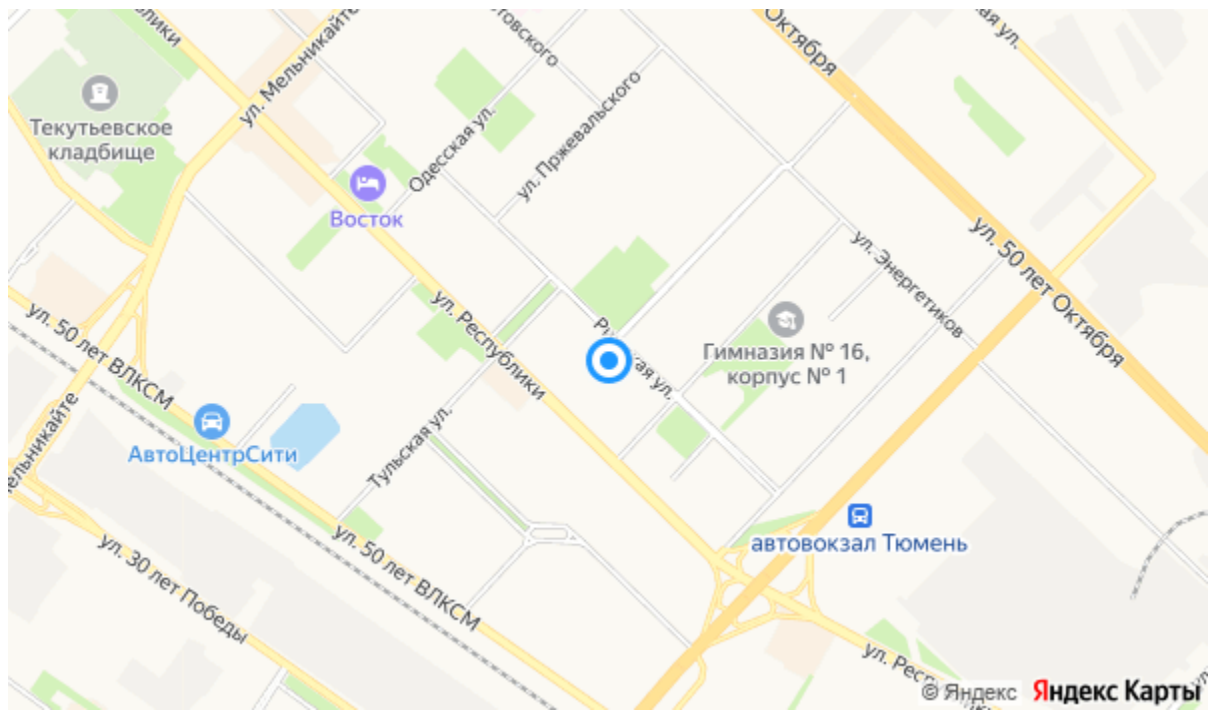 ул. Мельникайте
Октября
ул.
Одесская ул.
ул. Пржевальского
Текутьевское
кладбище
Восток
ул. 50 лет Октября
ул. Энергетиков
ул. 50 лет ВЛКСМ
ул. Республики
Гимназия № 16,
корпус № 1
АвтоЦентрСити
Тульская ул.
автовокзал Тюмень
ул. 50 лет ВЛКСМ
ул. 30 лет Победы
© Яндекс Яндекс Карты